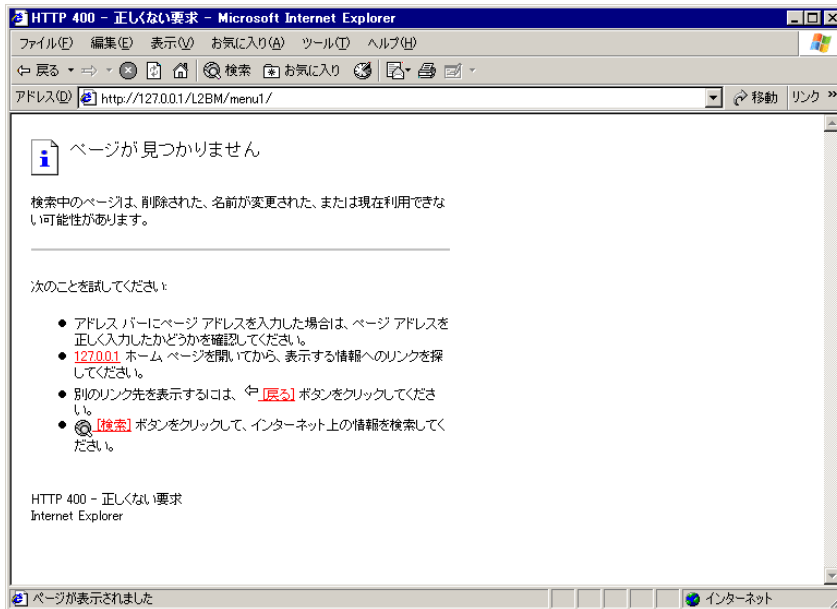 HTTP 400 - 正しくない要求 - Microsoft Internet Explorer
ファイル(F) 編集(E) 表示(V) お気に入り(A) ツール(T) ヘルプ(H)
戻る 検索 お気に入り
アドレス(D) http://127.0.0.1/L2BM/menu1/ 移動 リンク »
ページが見つかりません
検索中のページは、削除された、名前が変更された、または現在利用できな
い可能性があります。
次のことを試してください:
● アドレス バーにページ アドレスを入力した場合は、ページ アドレスを
正しく入力したかどうかを確認してください。
● 127.0.0.1 ホーム ページを開いてから、表示する情報へのリンクを探
してください。
● 別のリンク先を表示するには、 [戻る] ボタンをクリックしてくださ
い。
● [検索] ボタンをクリックして、インターネット上の情報を検索してく
ださい。
HTTP 400 - 正しくない要求
Internet Explorer
ページが表示されました インターネット